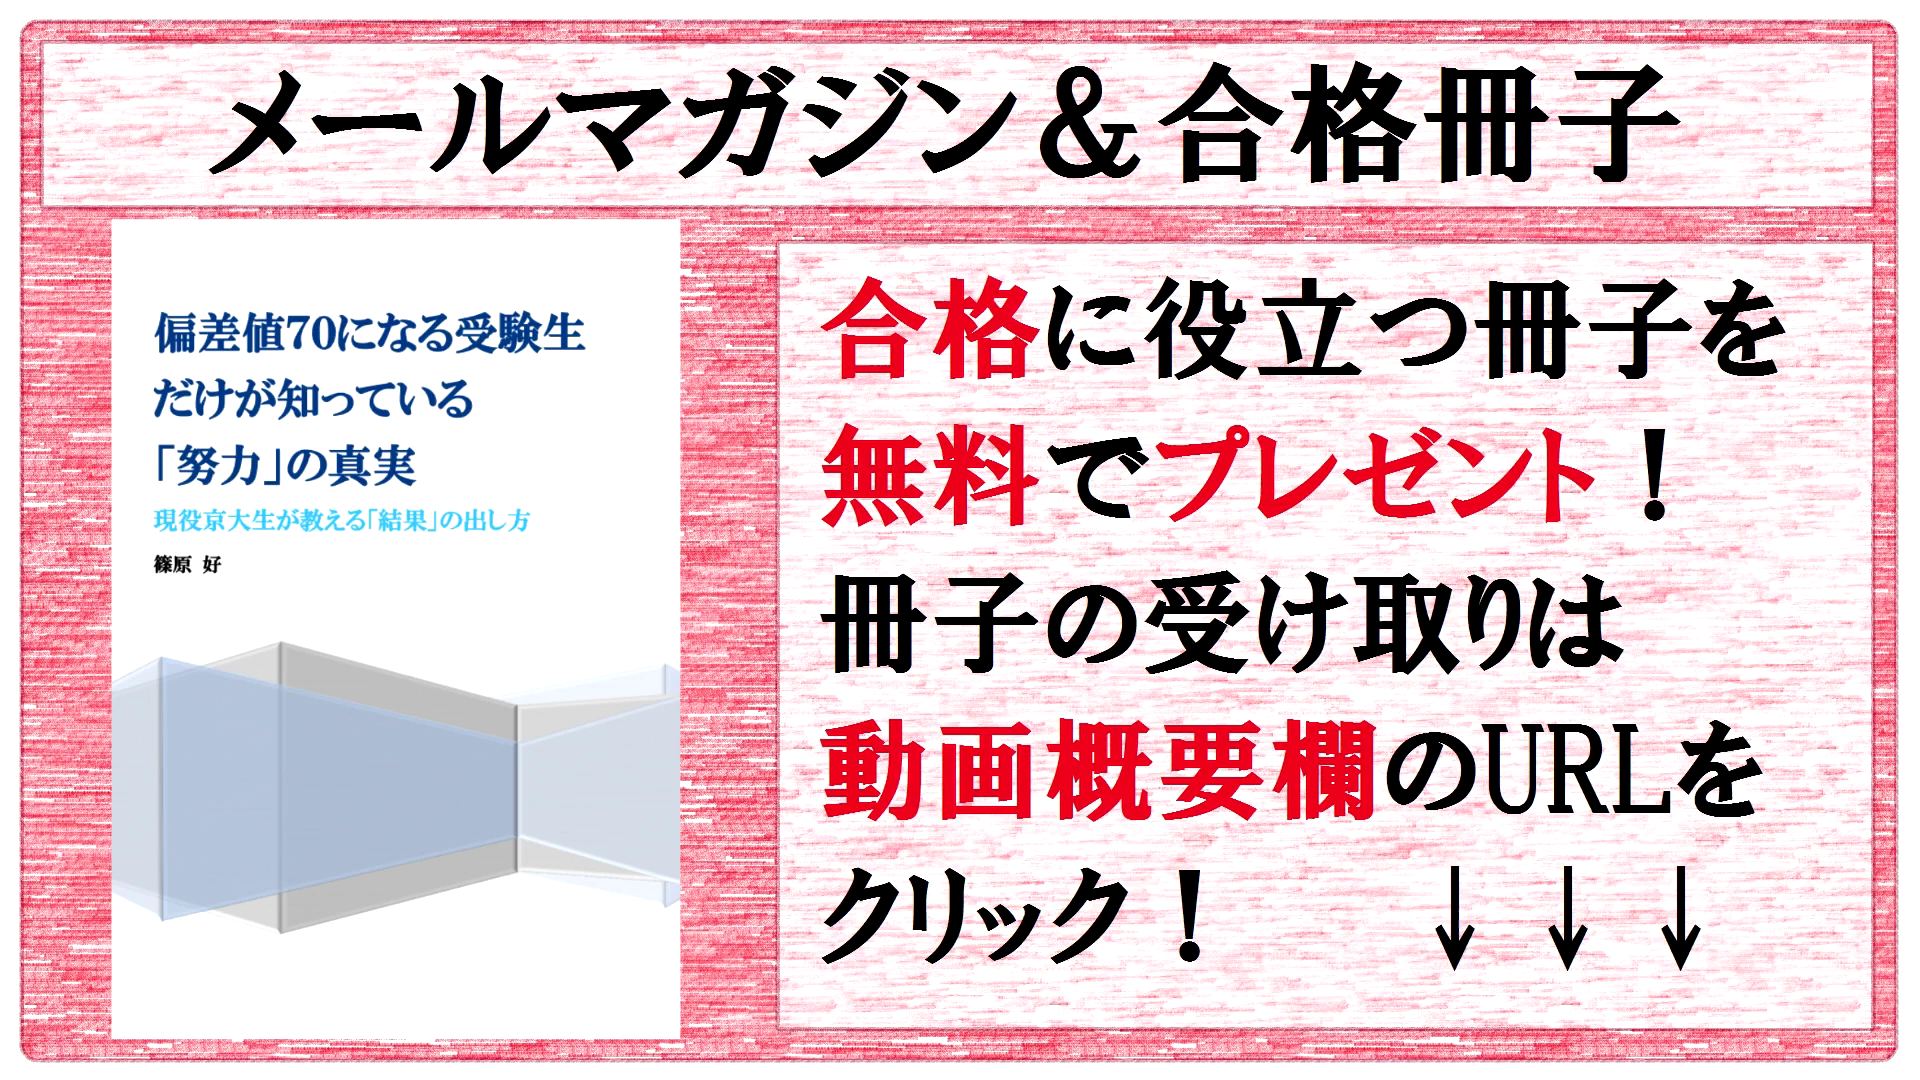 メールマガジン＆合格冊子
偏差値70になる受験生
だけが知っている
「努力」の真実
現役京大生が教える「結果」の出し方
篠原 好
合格に役立つ冊子を
無料でプレゼント！
冊子の受け取りは
動画概要欄のURLを
クリック！ ↓ ↓ ↓